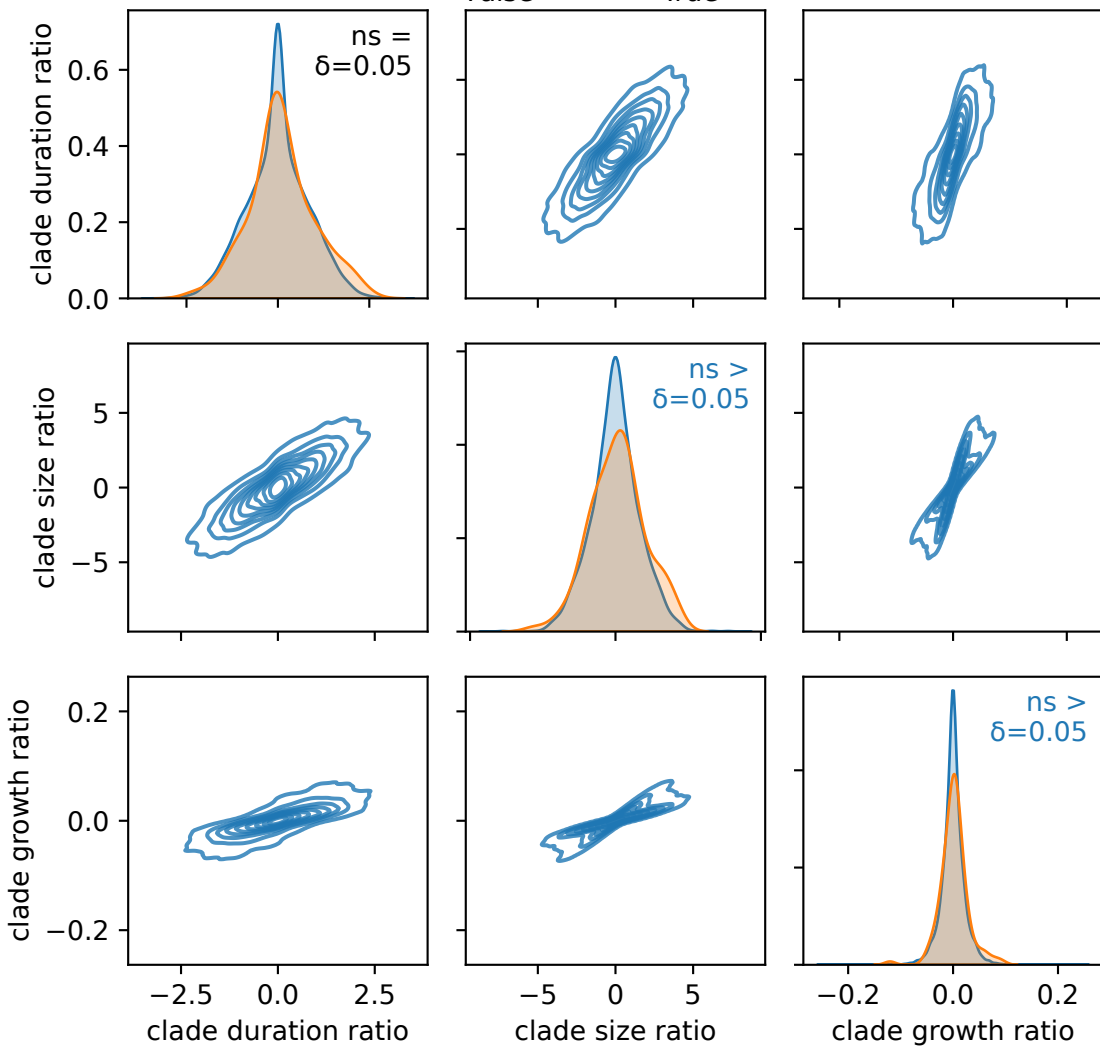 clade duration ratio
0.6
0.4
0.2
0.0
ns =
δ=0.05
clade size ratio
5
0
−5
ns >
δ=0.05
clade growth ratio
0.2
0.0
−0.2
ns >
δ=0.05
−2.5 0.0 2.5
−5 0 5
−0.2 0.0 0.2
clade duration ratio
clade size ratio
clade growth ratio